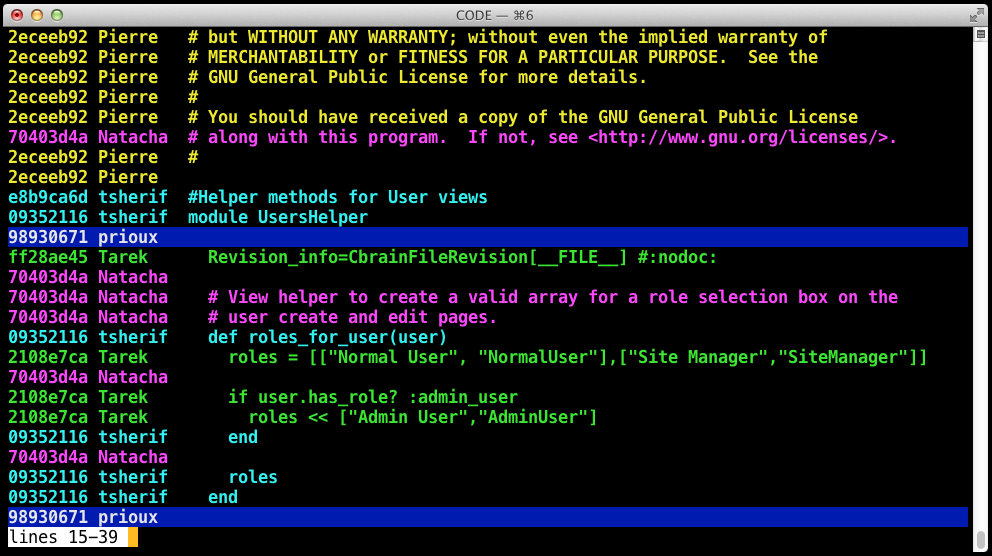 CODE — ⌘6
2eceeb92 Pierre   # but WITHOUT ANY WARRANTY; without even the implied warranty of
2eceeb92 Pierre   # MERCHANTABILITY or FITNESS FOR A PARTICULAR PURPOSE.  See the
2eceeb92 Pierre   # GNU General Public License for more details.
2eceeb92 Pierre   #
2eceeb92 Pierre   # You should have received a copy of the GNU General Public License
70403d4a Natacha  # along with this program.  If not, see <http://www.gnu.org/licenses/>.
2eceeb92 Pierre   #
2eceeb92 Pierre
e8b9ca6d tsherif  #Helper methods for User views
09352116 tsherif  module UsersHelper
98930671 prioux
ff28ae45 Tarek      Revision_info=CbrainFileRevision[__FILE__] #:nodoc:
70403d4a Natacha
70403d4a Natacha    # View helper to create a valid array for a role selection box on the
70403d4a Natacha    # user create and edit pages.
09352116 tsherif    def roles_for_user(user)
2108e7ca Tarek        roles = [["Normal User", "NormalUser"],["Site Manager","SiteManager"]]
70403d4a Natacha
2108e7ca Tarek        if user.has_role? :admin_user
2108e7ca Tarek          roles << ["Admin User","AdminUser"]
09352116 tsherif      end
70403d4a Natacha
09352116 tsherif      roles
09352116 tsherif    end
98930671 prioux
lines 15-39